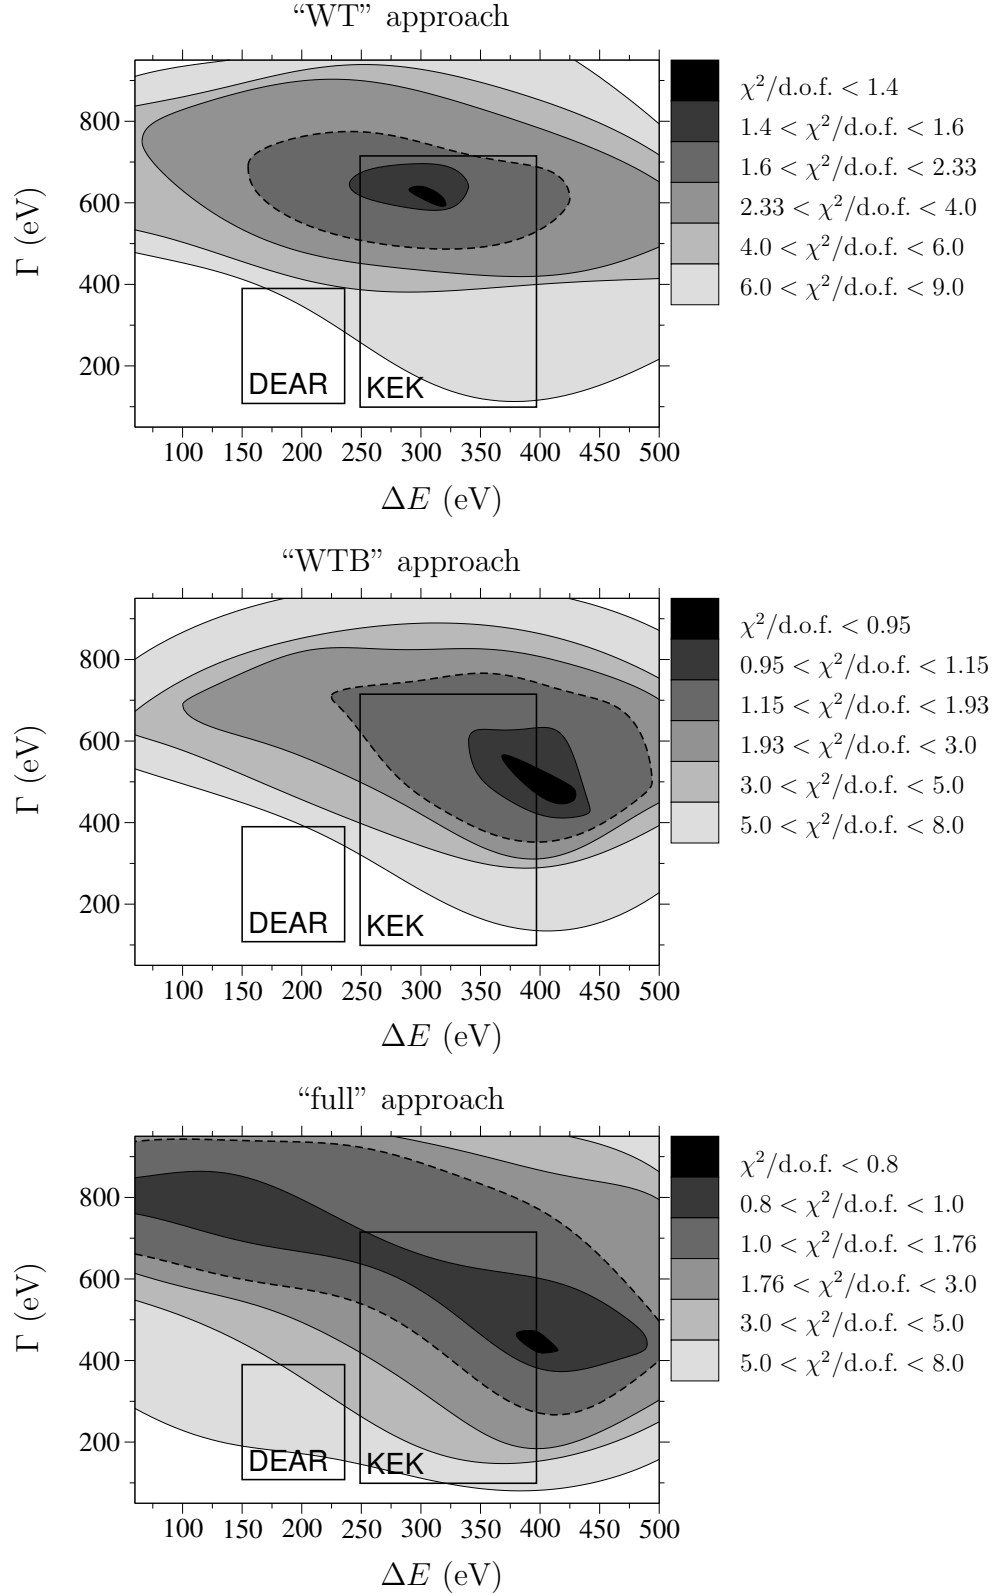 “WT” approach
800
600
400
200
Γ (eV)
DEAR
KEK
100 150 200 250 300 350 400 450 500
ΔE (eV)
χ²/d.o.f. < 1.4
1.4 < χ²/d.o.f. < 1.6
1.6 < χ²/d.o.f. < 2.33
2.33 < χ²/d.o.f. < 4.0
4.0 < χ²/d.o.f. < 6.0
6.0 < χ²/d.o.f. < 9.0
“WTB” approach
800
600
400
200
Γ (eV)
DEAR
KEK
100 150 200 250 300 350 400 450 500
ΔE (eV)
χ²/d.o.f. < 0.95
0.95 < χ²/d.o.f. < 1.15
1.15 < χ²/d.o.f. < 1.93
1.93 < χ²/d.o.f. < 3.0
3.0 < χ²/d.o.f. < 5.0
5.0 < χ²/d.o.f. < 8.0
“full” approach
800
600
400
200
Γ (eV)
DEAR
KEK
100 150 200 250 300 350 400 450 500
ΔE (eV)
χ²/d.o.f. < 0.8
0.8 < χ²/d.o.f. < 1.0
1.0 < χ²/d.o.f. < 1.76
1.76 < χ²/d.o.f. < 3.0
3.0 < χ²/d.o.f. < 5.0
5.0 < χ²/d.o.f. < 8.0